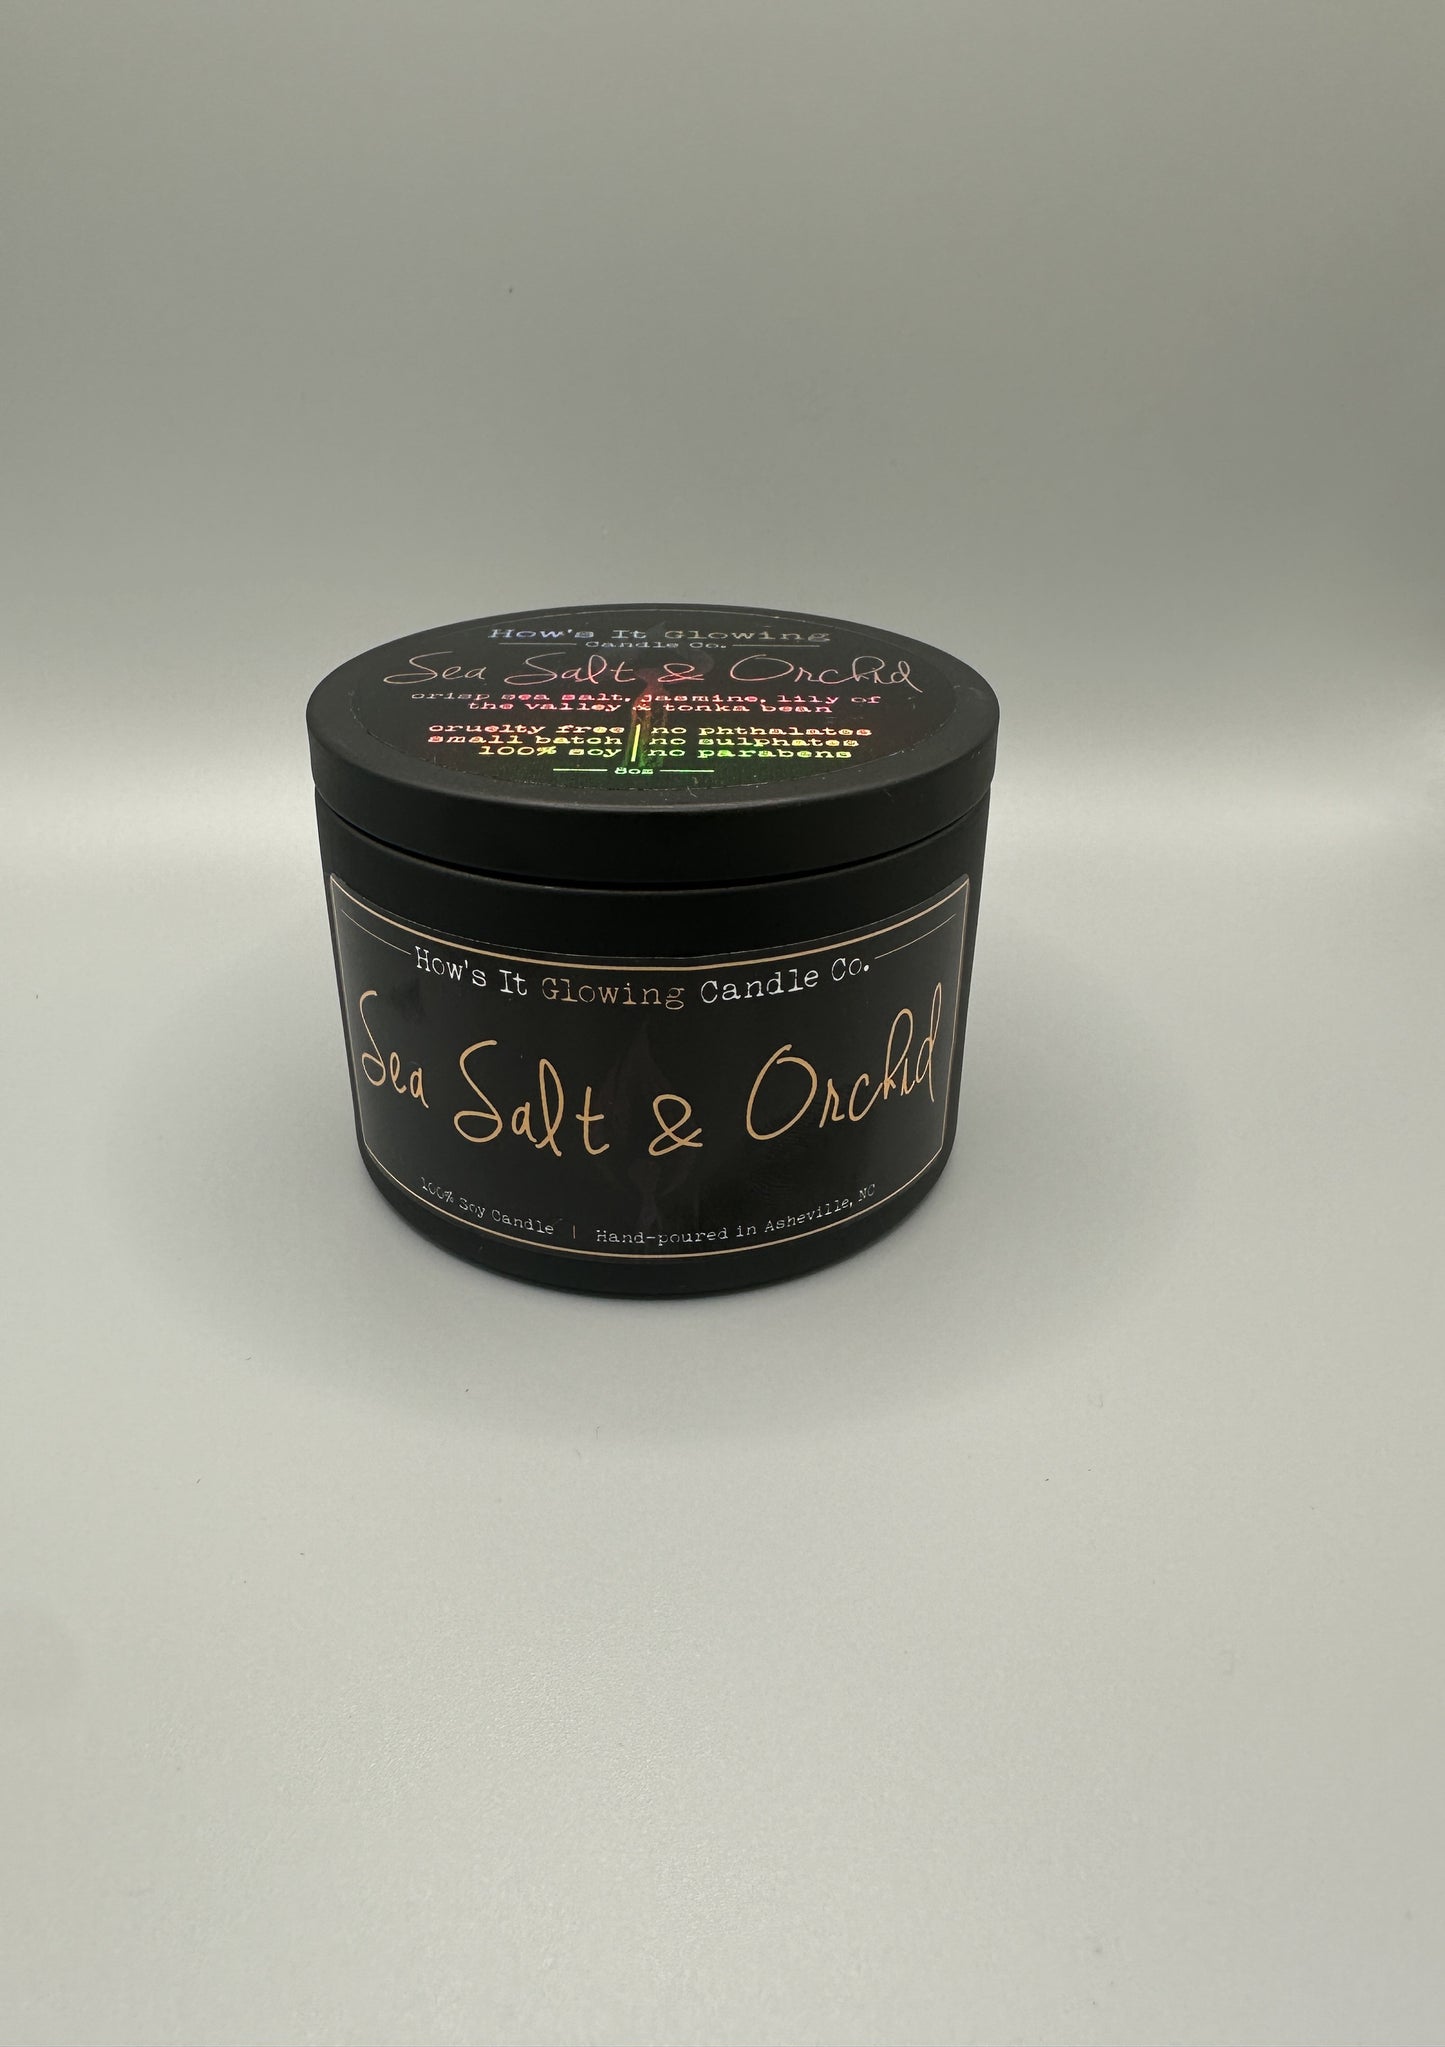 How's It Glowing
Candle Co.
Sea Salt & Orchid
crisp sea salt, jasmine, lily of
the valley & tonka bean
cruelty free | no phthalates
small batch | no sulphates
100% soy | no parabens
8oz
How's It Glowing Candle Co.
Sea Salt & Orchid
100% Soy Candle | Hand-poured in Asheville, NC